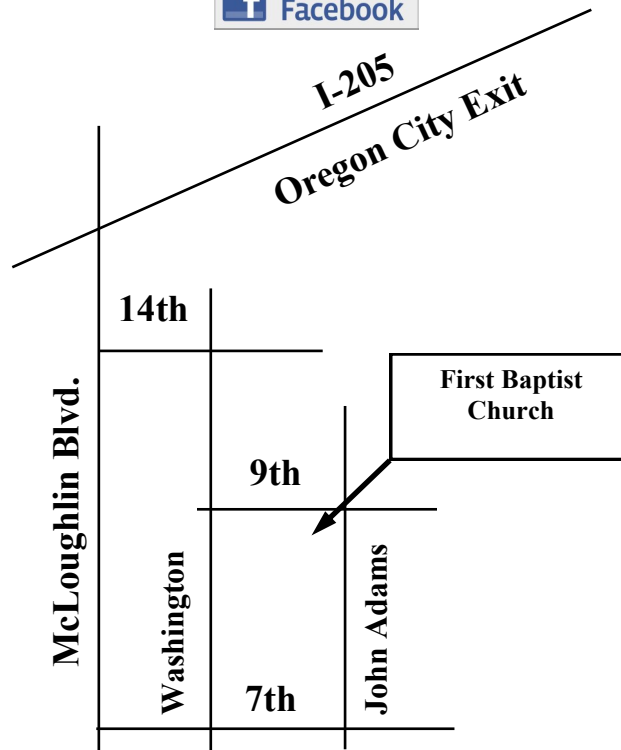 Facebook
I-205
Oregon City Exit
14th
First Baptist
Church
McLoughlin Blvd.
9th
Washington
John Adams
7th